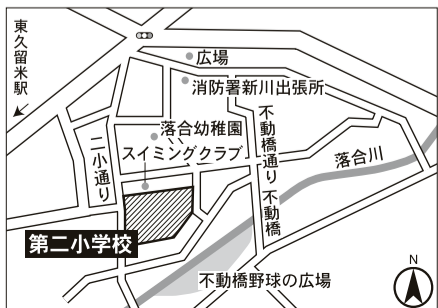 東久留米駅
広場
消防署新川出張所
落合幼稚園
スイミングクラブ
二小通り
不動橋通り
不動橋
落合川
第二小学校
不動橋野球の広場
N